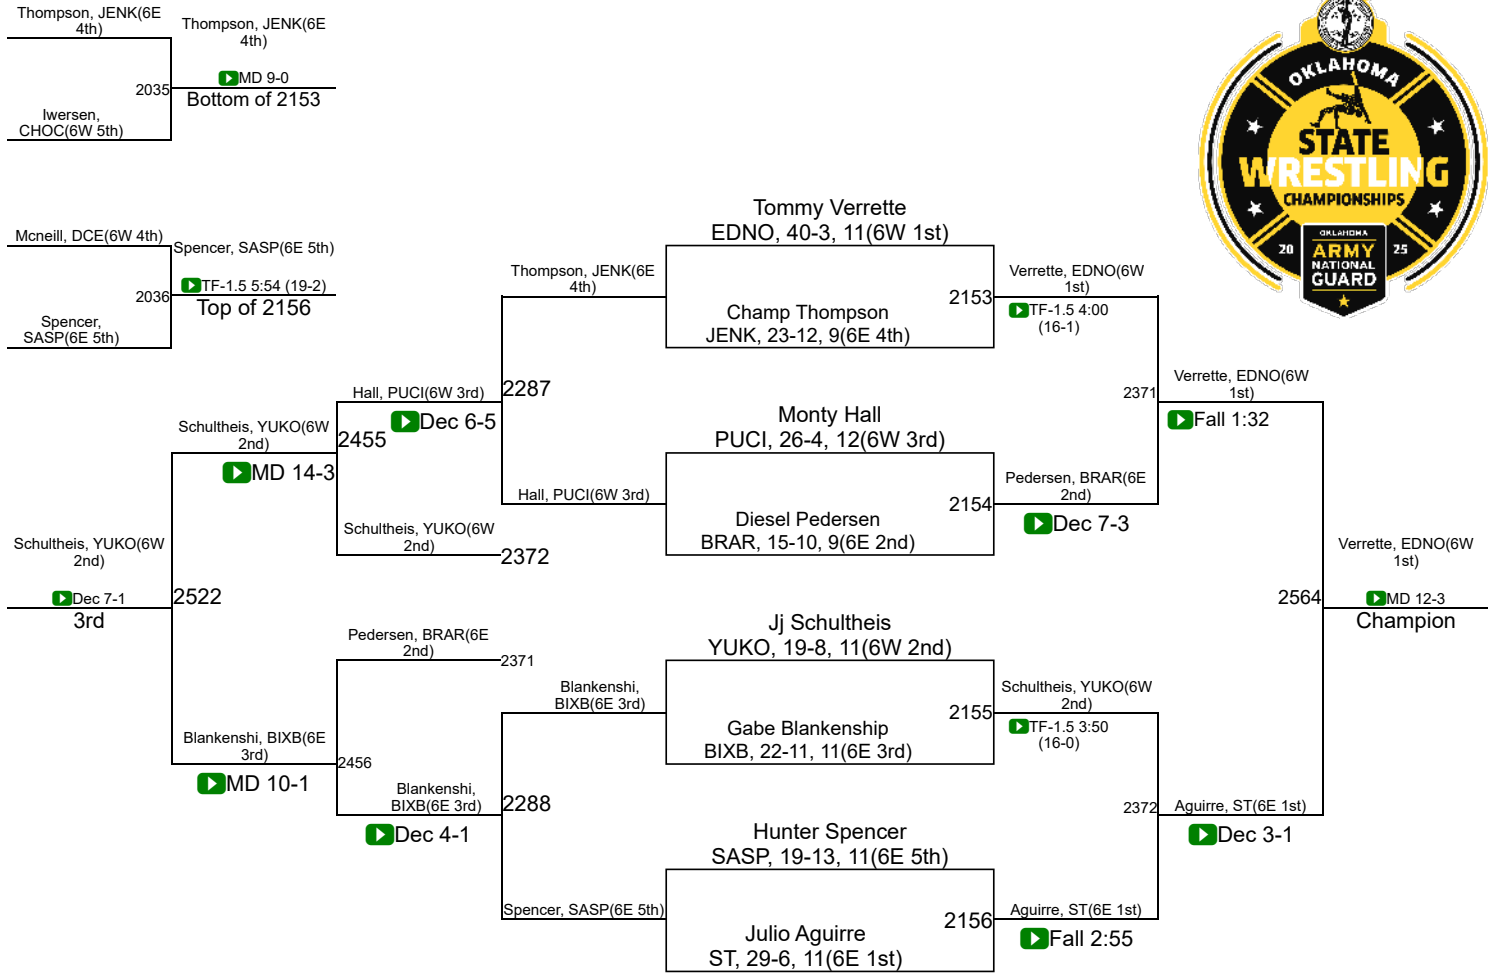 Thompson, JENK(6E
4th)
Thompson, JENK(6E
4th)
MD 9-0
2035
Bottom of 2153
Iwersen,
CHOC(6W 5th)
Mcneill, DCE(6W 4th)
Spencer, SASP(6E 5th)
TF-1.5 5:54 (19-2)
2036
Top of 2156
Spencer,
SASP(6E 5th)
OKLAHOMA
STATE
WRESTLING
CHAMPIONSHIPS
20 25
OKLAHOMA
ARMY
NATIONAL
GUARD
Tommy Verrette
EDNO, 40-3, 11(6W 1st)
Thompson, JENK(6E
4th)
2153
Verrette, EDNO(6W
1st)
TF-1.5 4:00
(16-1)
Champ Thompson
JENK, 23-12, 9(6E 4th)
Hall, PUCI(6W 3rd)
2287
Dec 6-5
2371
Verrette, EDNO(6W
1st)
Fall 1:32
Schultheis, YUKO(6W
2nd)
2455
MD 14-3
Monty Hall
PUCI, 26-4, 12(6W 3rd)
Hall, PUCI(6W 3rd)
2154
Pedersen, BRAR(6E
2nd)
Dec 7-3
Diesel Pedersen
BRAR, 15-10, 9(6E 2nd)
Schultheis, YUKO(6W
2nd)
2372
Schultheis, YUKO(6W
2nd)
Dec 7-1
3rd
2522
2564
Verrette, EDNO(6W
1st)
MD 12-3
Champion
Pedersen, BRAR(6E
2nd)
2371
Jj Schultheis
YUKO, 19-8, 11(6W 2nd)
Blankenshi,
BIXB(6E 3rd)
2155
Schultheis, YUKO(6W
2nd)
TF-1.5 3:50
(16-0)
Gabe Blankenship
BIXB, 22-11, 11(6E 3rd)
Blankenshi, BIXB(6E
3rd)
2456
MD 10-1
Blankenshi,
BIXB(6E 3rd)
2288
Dec 4-1
2372
Aguirre, ST(6E 1st)
Dec 3-1
Hunter Spencer
SASP, 19-13, 11(6E 5th)
Spencer, SASP(6E 5th)
2156
Aguirre, ST(6E 1st)
Fall 2:55
Julio Aguirre
ST, 29-6, 11(6E 1st)